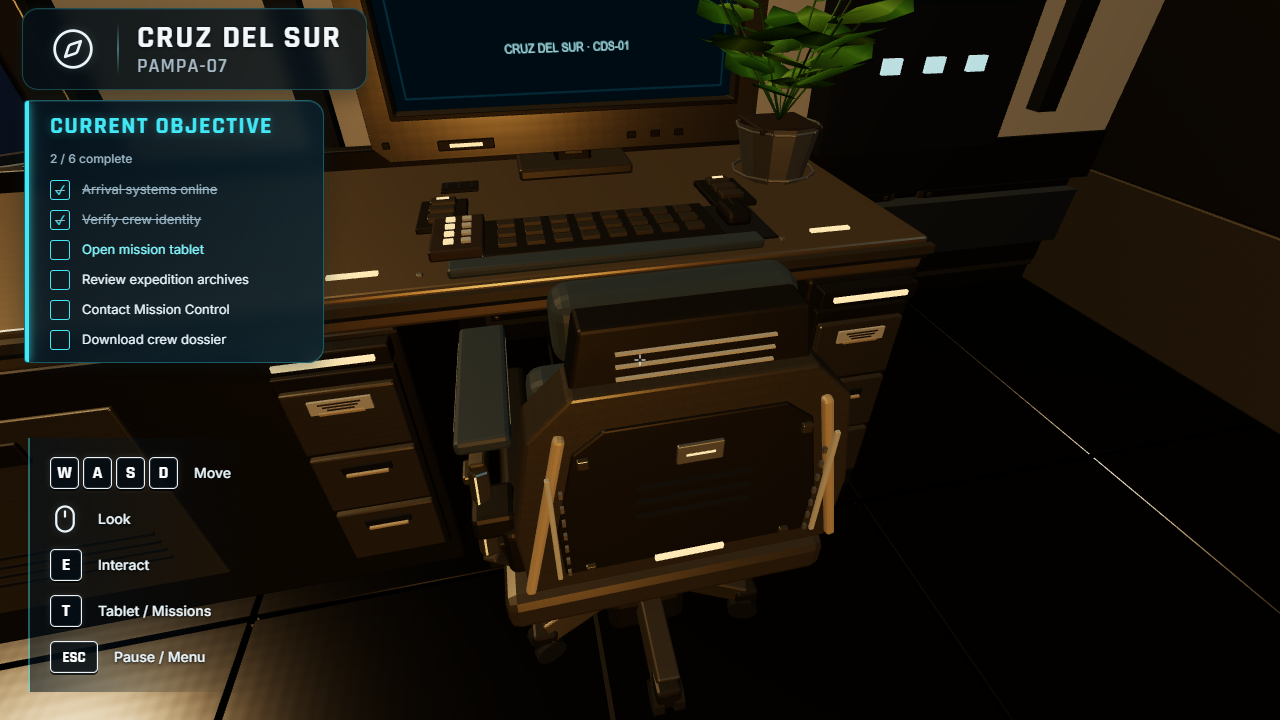 CRUZ DEL SUR
PAMPA-07
CRUZ DEL SUR · CDS-01
CURRENT OBJECTIVE
2 / 6 complete
Arrival systems online
Verify crew identity
Open mission tablet
Review expedition archives
Contact Mission Control
Download crew dossier
W A S D Move
Look
E Interact
T Tablet / Missions
ESC Pause / Menu